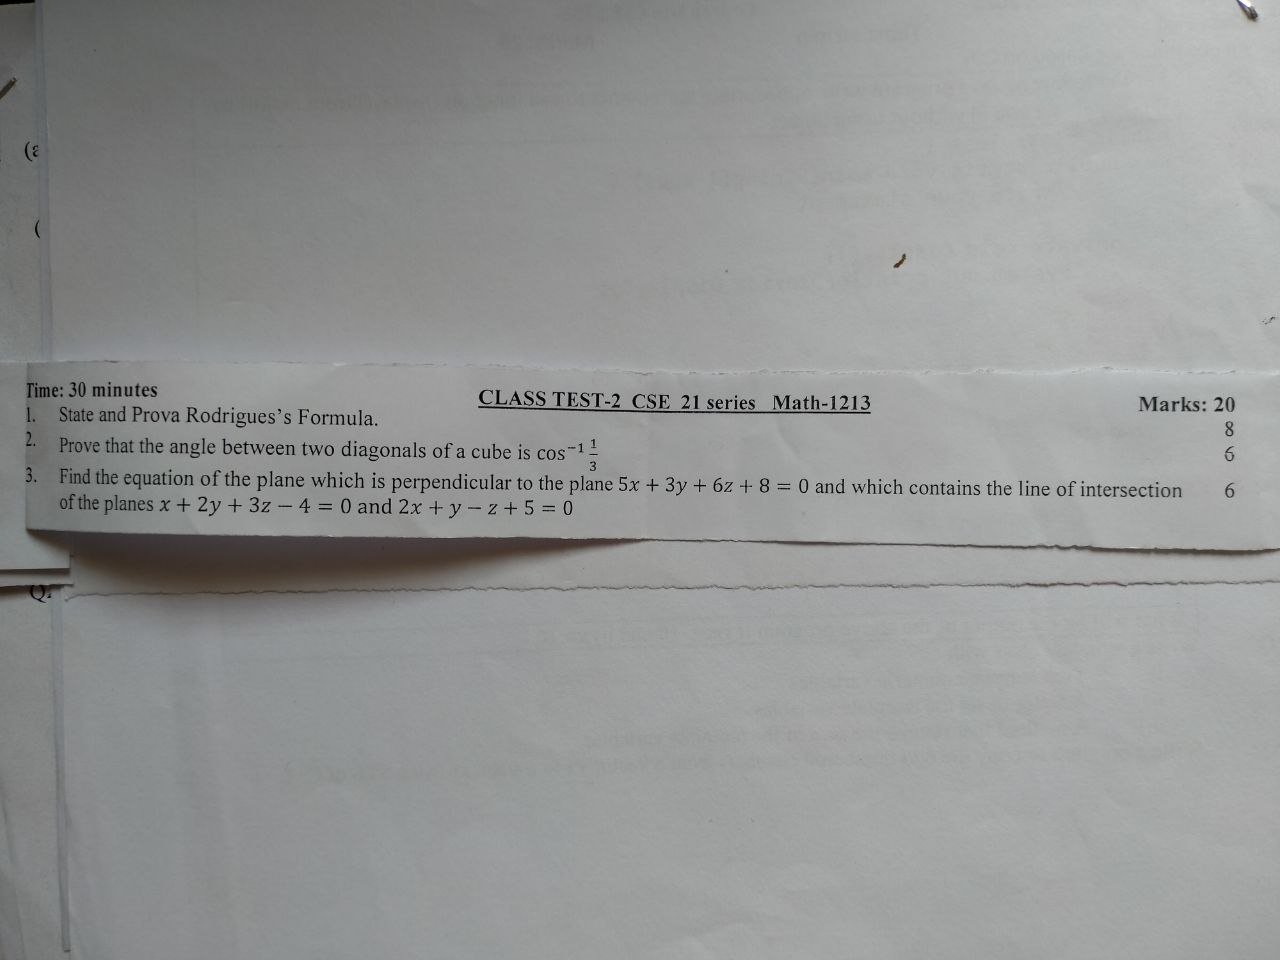 (a
(
Time: 30 minutes
CLASS TEST-2 CSE 21 series Math-1213
Marks: 20
1. State and Prova Rodrigues's Formula. 8
2. Prove that the angle between two diagonals of a cube is cos⁻¹ 1/3 6
3. Find the equation of the plane which is perpendicular to the plane 5x + 3y + 6z + 8 = 0 and which contains the line of intersection 6
of the planes x + 2y + 3z − 4 = 0 and 2x + y − z + 5 = 0